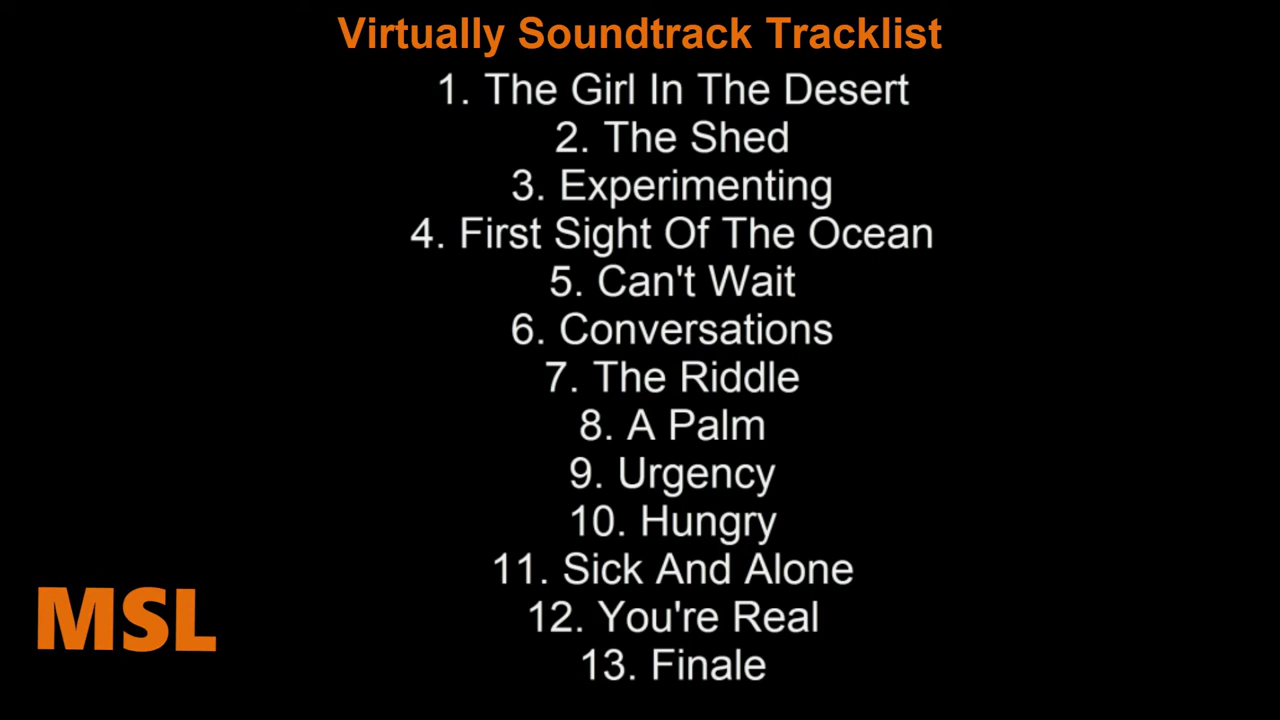 Virtually Soundtrack Tracklist
1. The Girl In The Desert
2. The Shed
3. Experimenting
4. First Sight Of The Ocean
5. Can't Wait
6. Conversations
7. The Riddle
8. A Palm
9. Urgency
10. Hungry
11. Sick And Alone
12. You're Real
13. Finale
MSL